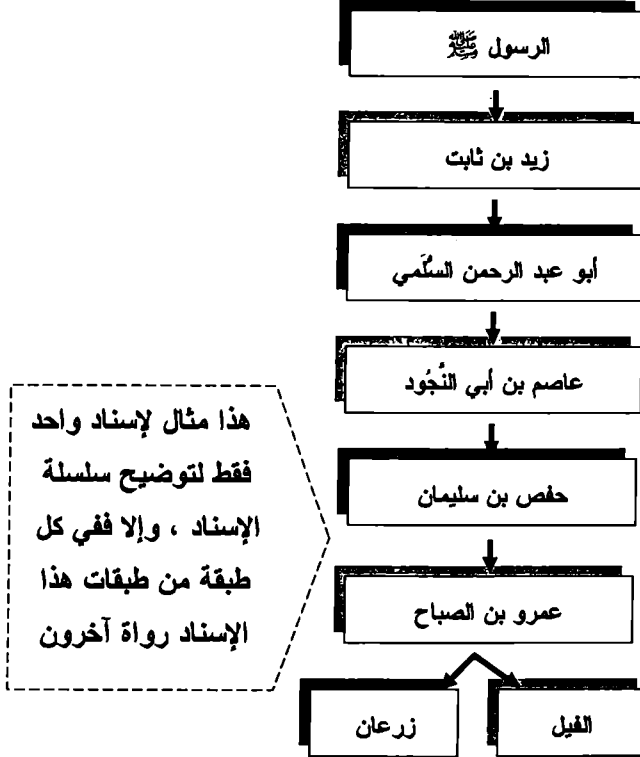 الرسول ﷺ
زيد بن ثابت
أبو عبد الرحمن السُّلَمي
عاصم بن أبي النَّجُود
حفص بن سليمان
عمرو بن الصباح
الفيل
زرعان
هذا مثال لإسناد واحد
فقط لتوضيح سلسلة
الإسناد ، وإلا ففي كل
طبقة من طبقات هذا
الإسناد رواة آخرون